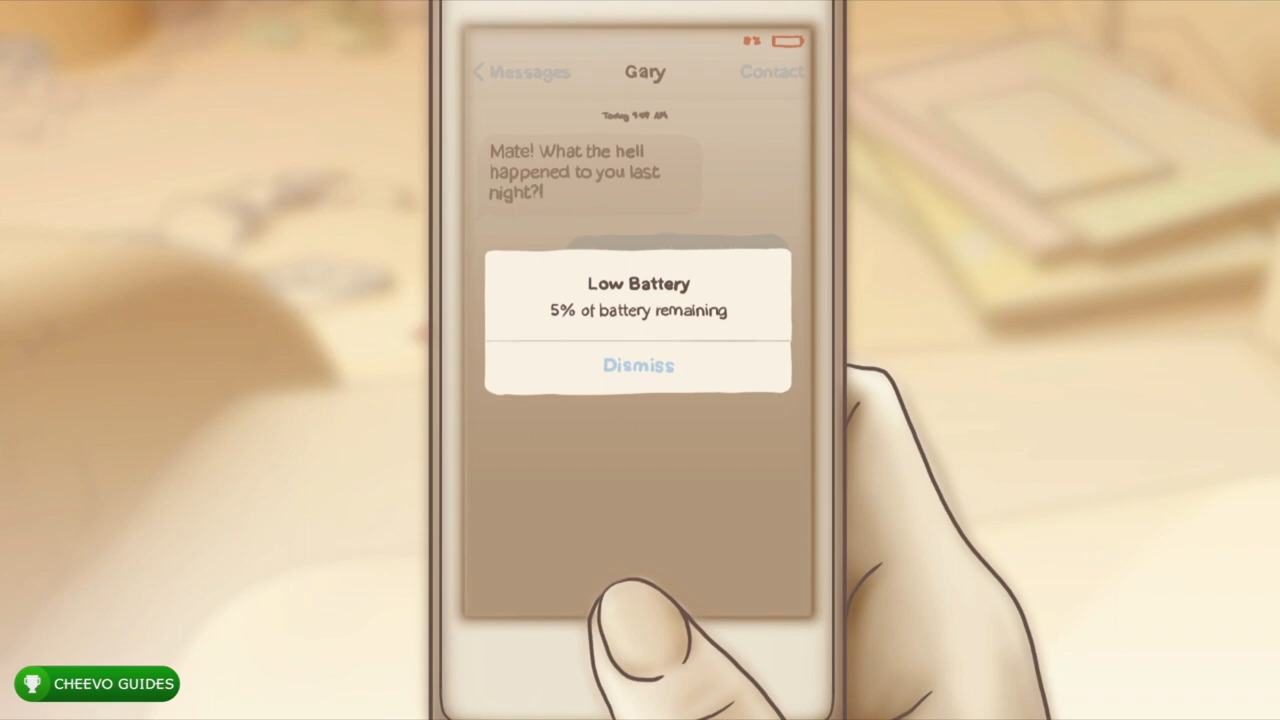 Messages
Gary
Contact
Mate! What the hell
happened to you last
night?!
Low Battery
5% of battery remaining
Dismiss
CHEEVO GUIDES